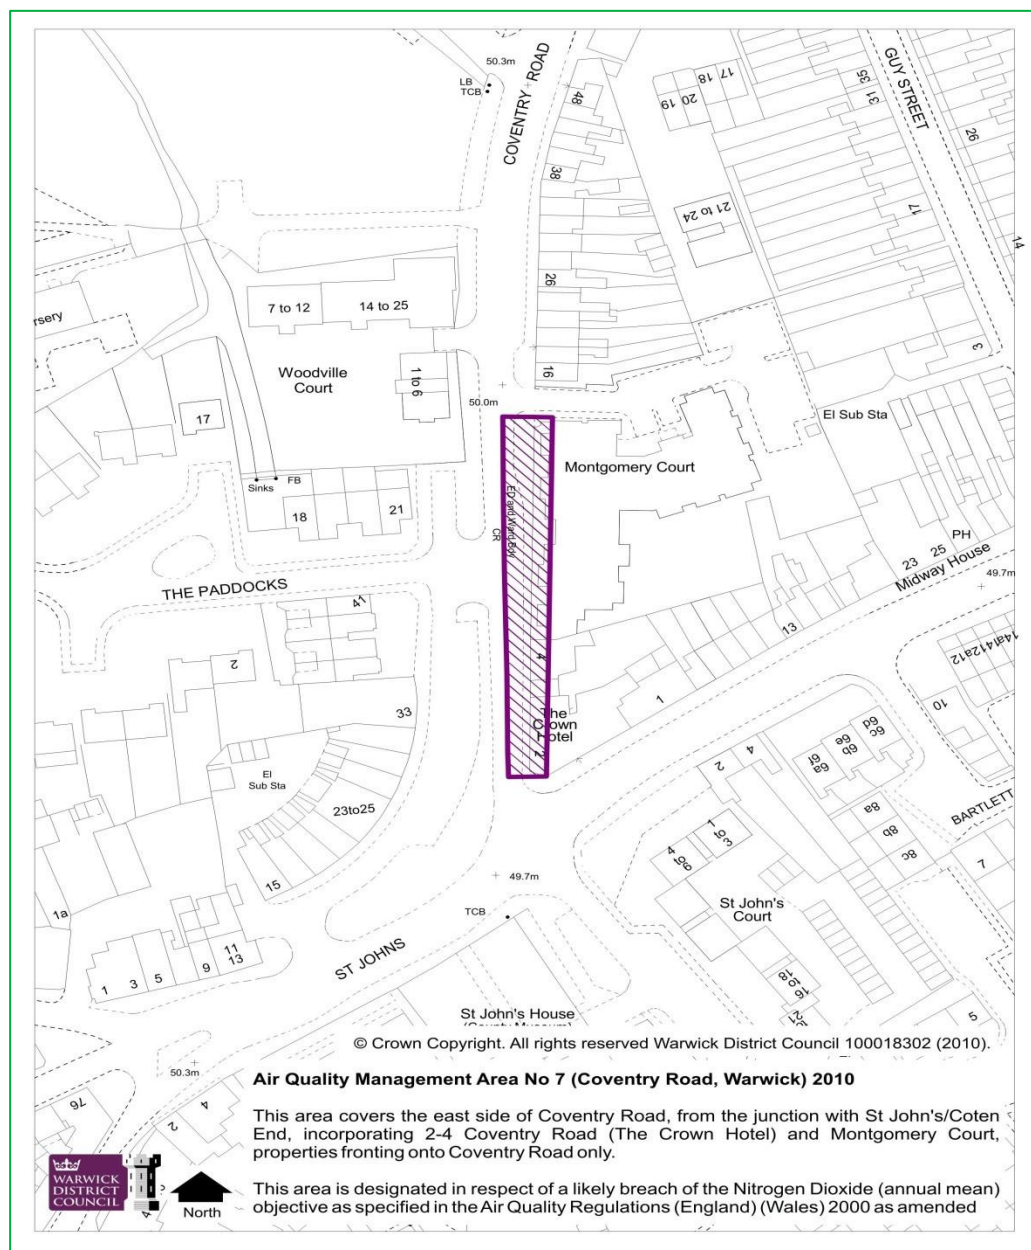 50.3m
LB
TCB
COVENTRY ROAD
48
38
26
16
19
20
18
17
21 to 24
GUY STREET
35
31
17
26
14
3
rsery
7 to 12
14 to 25
Woodville
Court
1 to 6
17
50.0m
El Sub Sta
Montgomery Court
Sinks
FB
18
21
CR
ED and Ward Bdy
THE PADDOCKS
41
2
33
El
Sub Sta
23to25
15
4
The
Crown
Hotel
2
1
13
23
25
PH
Midway House
49.7m
14a
14
12a
12
10
BARTLETT
2
4
6a
6f
6b
6e
6c
6d
8a
8b
8c
7
4
to
6
1
to
3
St John's
Court
49.7m
TCB
ST JOHNS
1a
1
3
5
9
11
13
18
to
16
21
5
St John's House
(County Museum)
50.3m
76
2
4
© Crown Copyright. All rights reserved Warwick District Council 100018302 (2010).
Air Quality Management Area No 7 (Coventry Road, Warwick) 2010
This area covers the east side of Coventry Road, from the junction with St John's/Coten
End, incorporating 2-4 Coventry Road (The Crown Hotel) and Montgomery Court,
properties fronting onto Coventry Road only.
This area is designated in respect of a likely breach of the Nitrogen Dioxide (annual mean)
objective as specified in the Air Quality Regulations (England) (Wales) 2000 as amended
WARWICK
DISTRICT
COUNCIL
North